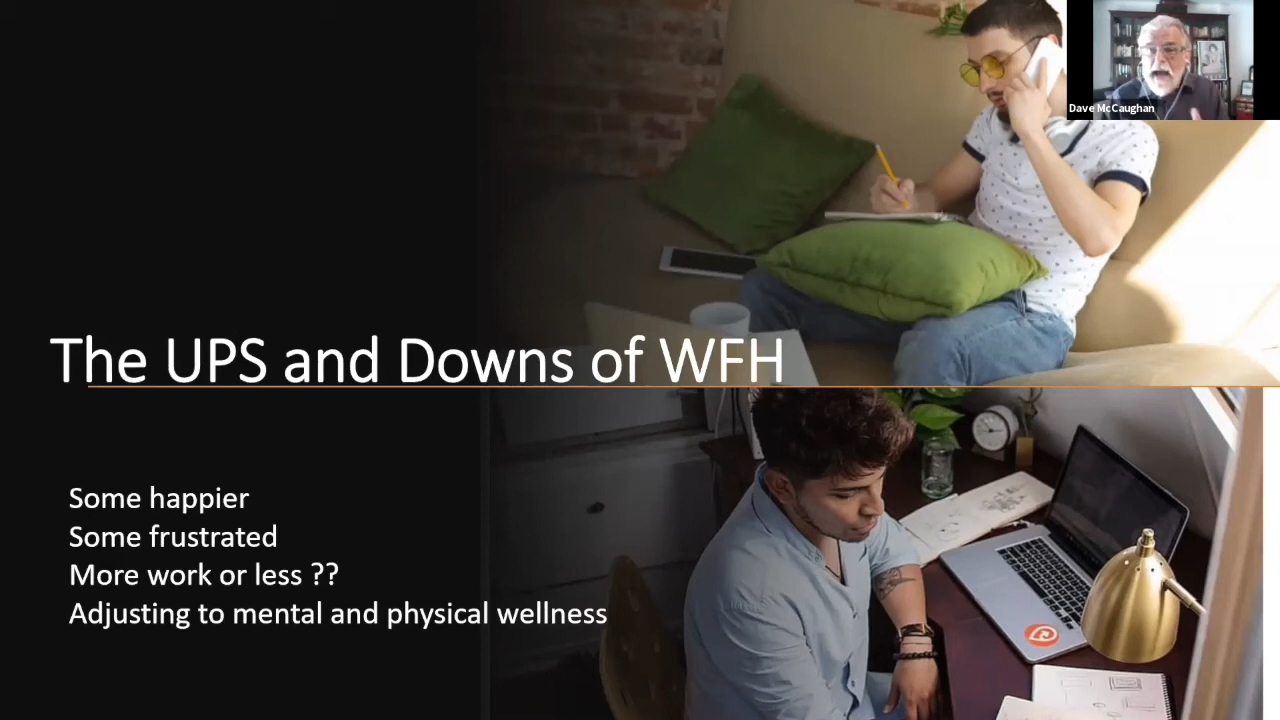 Dave McCaughan
The UPS and Downs of WFH
Some happier
Some frustrated
More work or less ??
Adjusting to mental and physical wellness